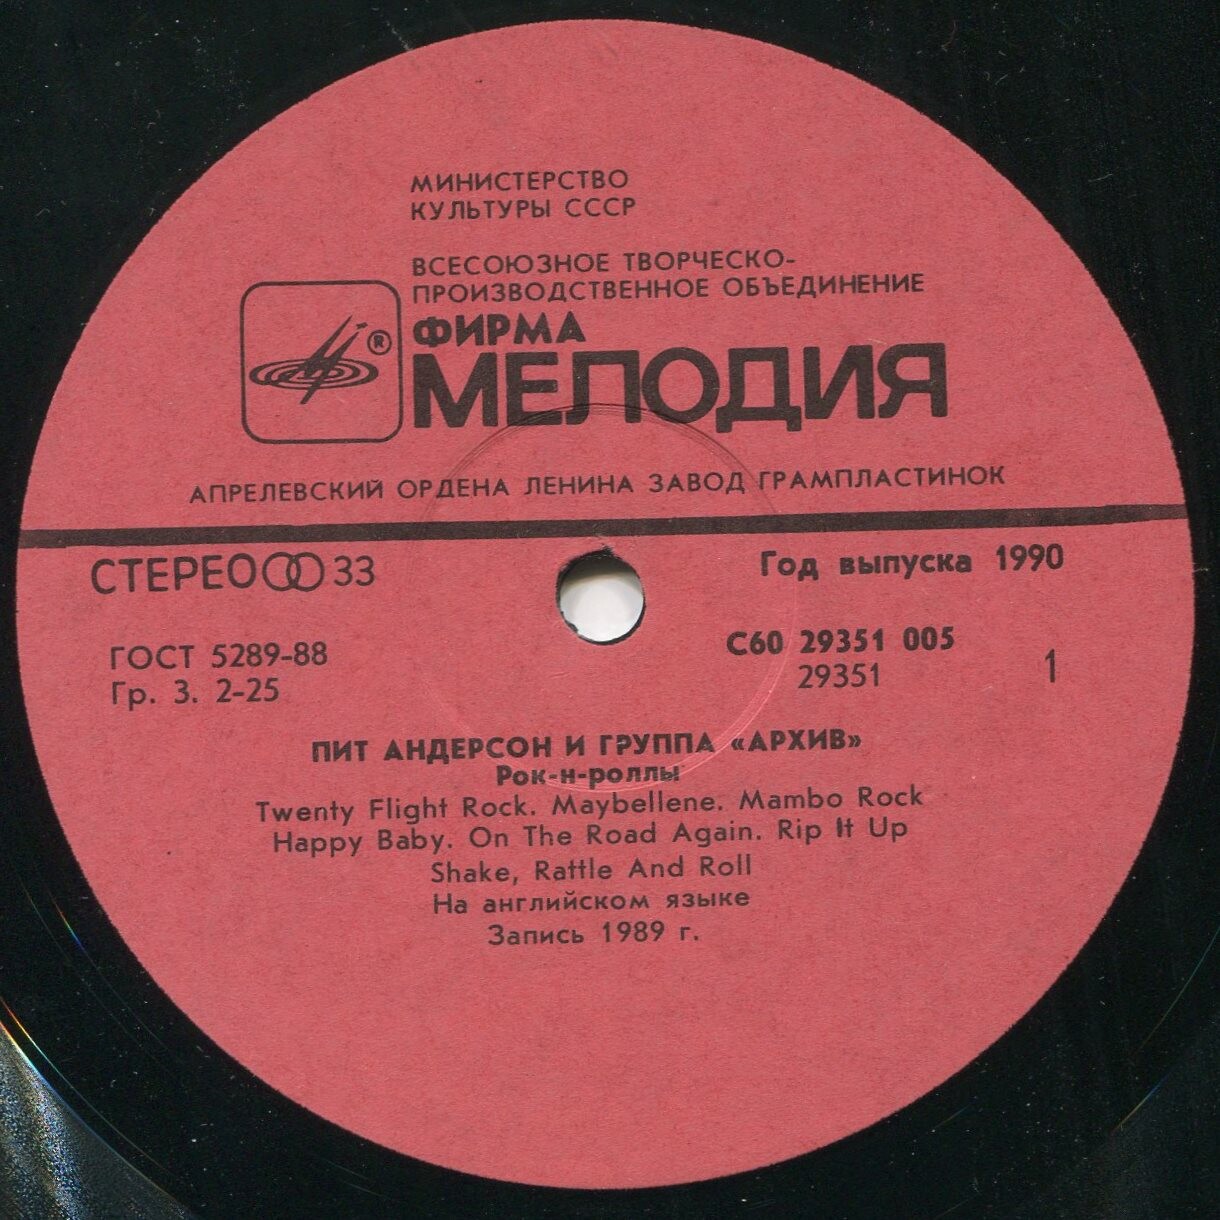 МИНИСТЕРСТВО
КУЛЬТУРЫ СССР
ВСЕСОЮЗНОЕ ТВОРЧЕСКО-
ПРОИЗВОДСТВЕННОЕ ОБЪЕДИНЕНИЕ
ФИРМА
®
МЕЛОДИЯ
АПРЕЛЕВСКИЙ ОРДЕНА ЛЕНИНА ЗАВОД ГРАМПЛАСТИНОК
СТЕРЕО 33
Год выпуска 1990
ГОСТ 5289-88
Гр. 3. 2-25
С60 29351 005
29351
1
ПИТ АНДЕРСОН И ГРУППА «АРХИВ»
Рок-н-роллы
Twenty Flight Rock. Maybellene. Mambo Rock
Happy Baby. On The Road Again. Rip It Up
Shake, Rattle And Roll
На английском языке
Запись 1989 г.